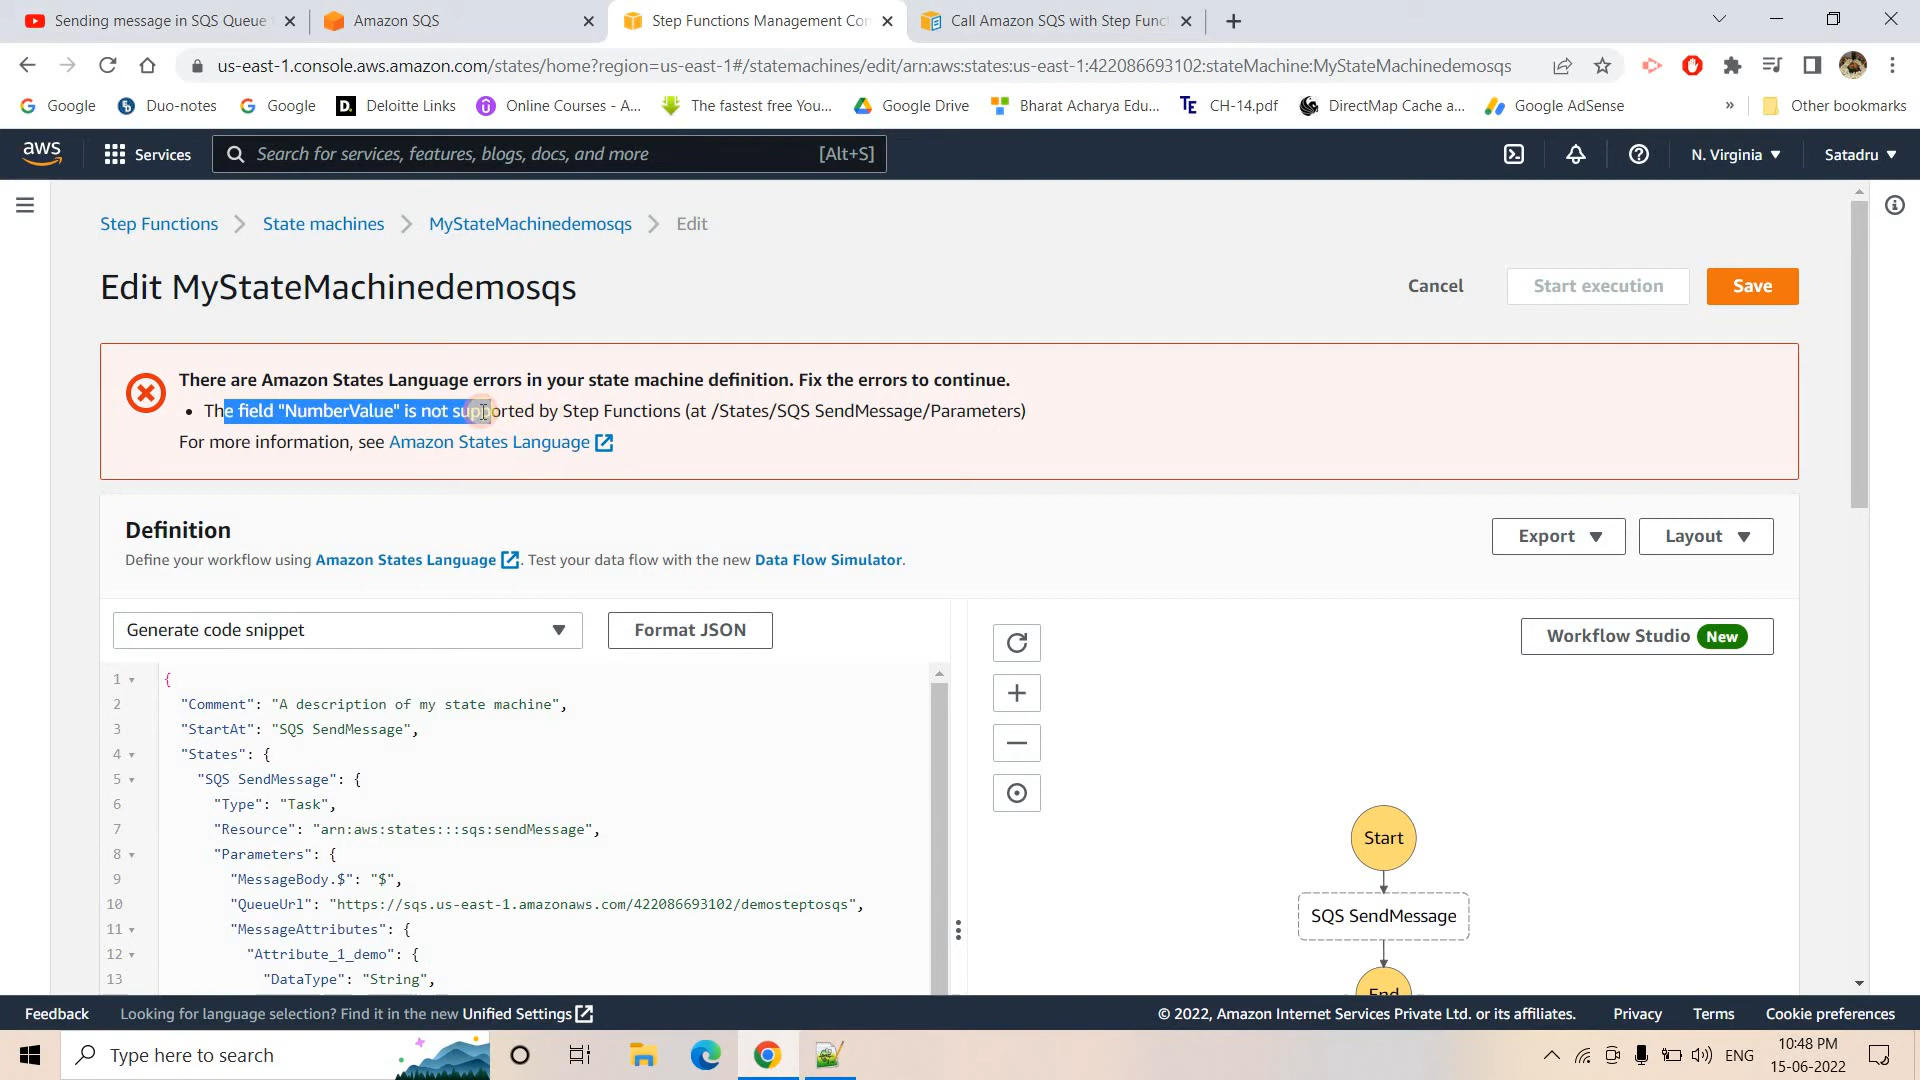 Sending message in SQS Queue
Amazon SQS
Step Functions Management Con
Call Amazon SQS with Step Func
us-east-1.console.aws.amazon.com/states/home?region=us-east-1#/statemachines/edit/arn:aws:states:us-east-1:422086693102:stateMachine:MyStateMachinedemosqs
Google
Duo-notes
Google
Deloitte Links
Online Courses - A...
The fastest free You...
Google Drive
Bharat Acharya Edu...
CH-14.pdf
DirectMap Cache a...
Google AdSense
»
Other bookmarks
aws
Services
Search for services, features, blogs, docs, and more
[Alt+S]
N. Virginia
Satadru
Step Functions
State machines
MyStateMachinedemosqs
Edit
Edit MyStateMachinedemosqs
Cancel
Start execution
Save
There are Amazon States Language errors in your state machine definition. Fix the errors to continue.
• The field "NumberValue" is not supported by Step Functions (at /States/SQS SendMessage/Parameters)
For more information, see Amazon States Language
Definition
Define your workflow using Amazon States Language. Test your data flow with the new Data Flow Simulator.
Export
Layout
Generate code snippet
Format JSON
Workflow Studio New
1 {
2 "Comment": "A description of my state machine",
3 "StartAt": "SQS SendMessage",
4 "States": {
5 "SQS SendMessage": {
6 "Type": "Task",
7 "Resource": "arn:aws:states:::sqs:sendMessage",
8 "Parameters": {
9 "MessageBody.$": "$",
10 "QueueUrl": "https://sqs.us-east-1.amazonaws.com/422086693102/demosteptosqs",
11 "MessageAttributes": {
12 "Attribute_1_demo": {
13 "DataType": "String",
Start
SQS SendMessage
End
Feedback
Looking for language selection? Find it in the new Unified Settings
© 2022, Amazon Internet Services Private Ltd. or its affiliates.
Privacy
Terms
Cookie preferences
Type here to search
ENG
10:48 PM
15-06-2022